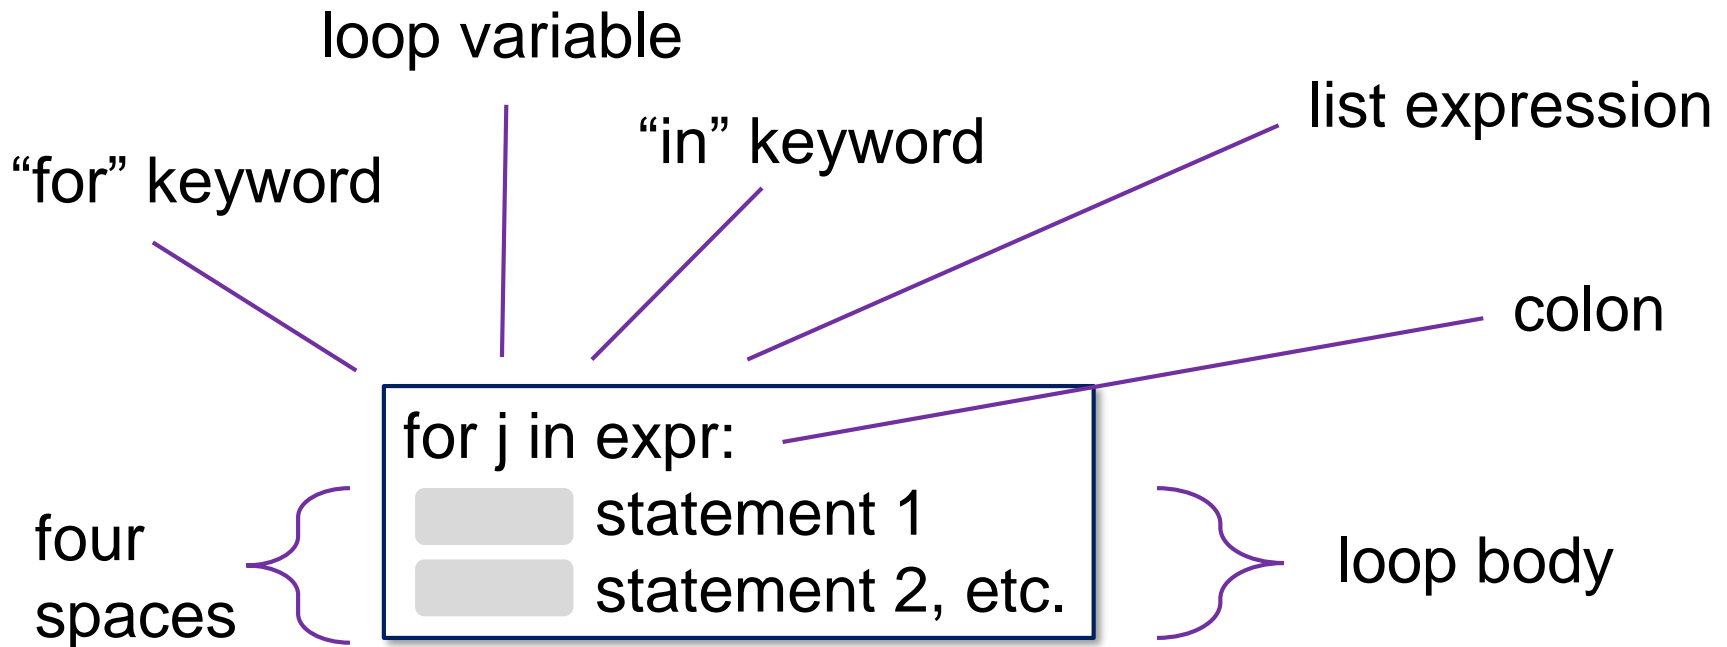 loop variable
list expression
“in” keyword
“for” keyword
colon
for j in expr:
statement 1
statement 2, etc.
four
spaces
loop body